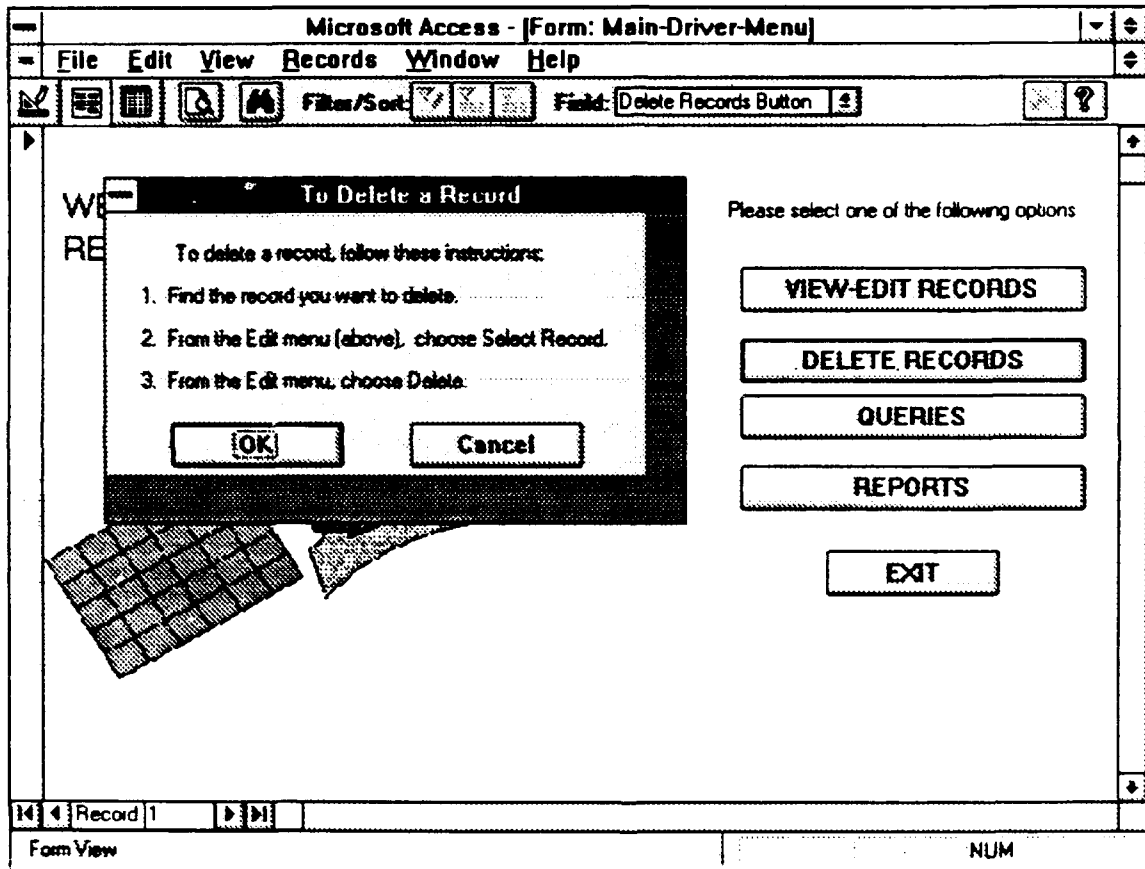 Microsoft Access - [Form: Main-Driver-Menu]
File Edit View Records Window Help
Filter/Sort: Field: Delete Records Button
WE
RE
To Delete a Record
To delete a record, follow these instructions:
1. Find the record you want to delete.
2. From the Edit menu (above), choose Select Record.
3. From the Edit menu, choose Delete.
OK Cancel
Please select one of the following options
VIEW-EDIT RECORDS
DELETE RECORDS
QUERIES
REPORTS
EXIT
Record 1
Form View NUM